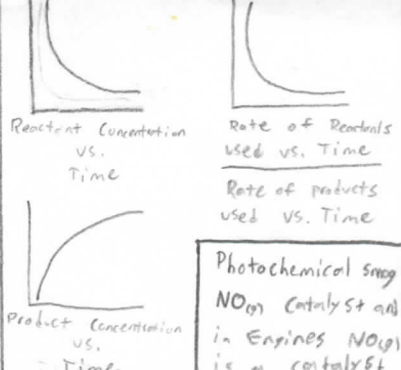 Reactant Concentration
vs.
Time
Rate of Reactants
used vs. Time
Rate of products
used vs. Time
Product Concentration
vs.
Time
Photochemical Smog
NO(g) Catalyst and
in Engines NO(g)
is a catalyst